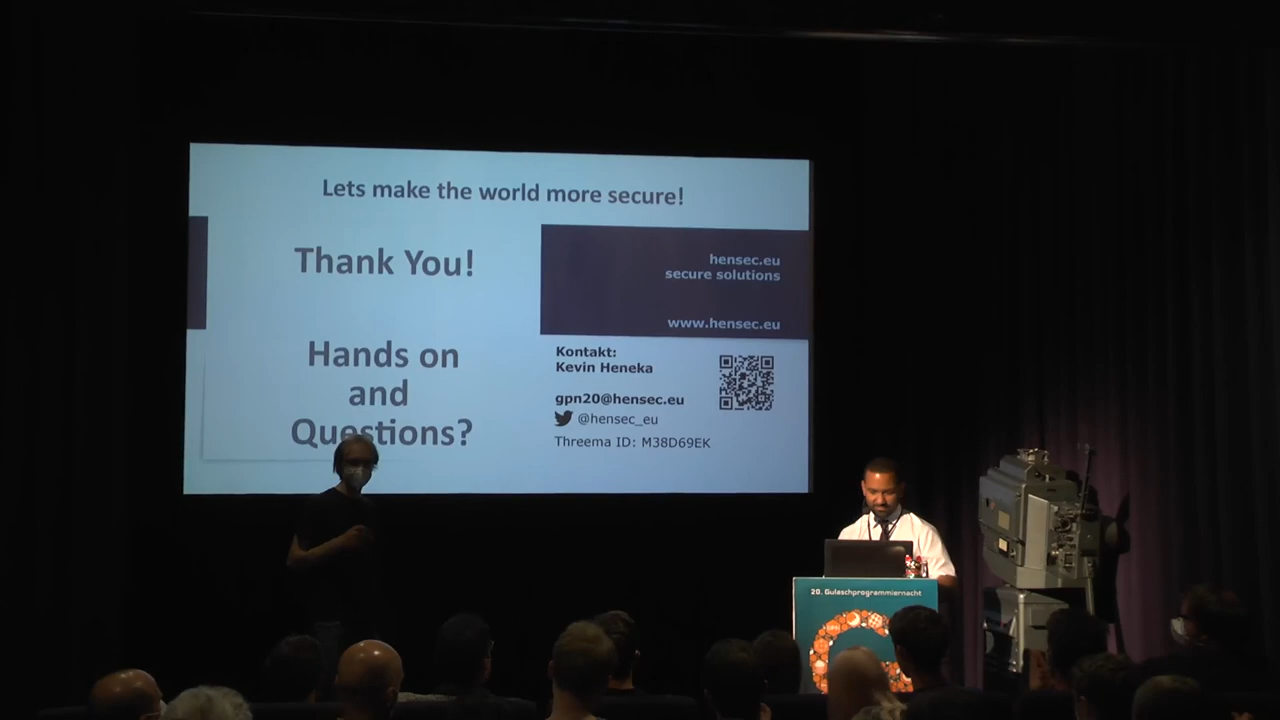 Lets make the world more secure!
Thank You!
hensec.eu
secure solutions
www.hensec.eu
Hands on
and
Questions?
Kontakt:
Kevin Heneka
gpn20@hensec.eu
@hensec_eu
Threema ID: M38D69EK
20. Gulaschprogrammiernacht